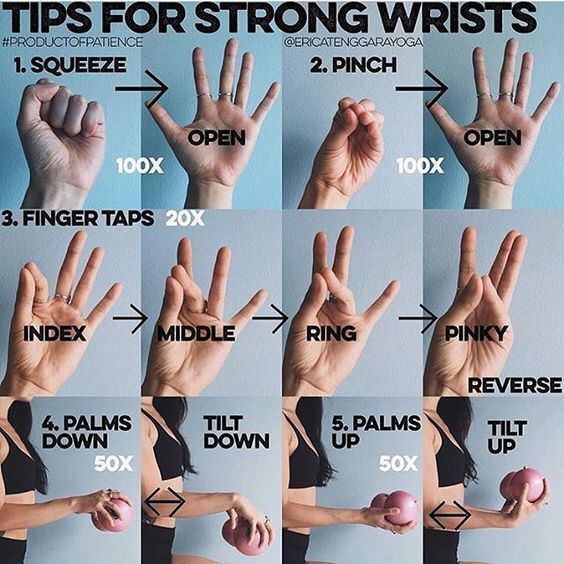 TIPS FOR STRONG WRISTS
#PRODUCTOFPATIENCE
@ERICATENGGARAYOGA
1. SQUEEZE
OPEN
100X
2. PINCH
OPEN
100X
3. FINGER TAPS 20X
INDEX
MIDDLE
RING
PINKY
REVERSE
4. PALMS
DOWN
50X
TILT
DOWN
5. PALMS
UP
50X
TILT
UP